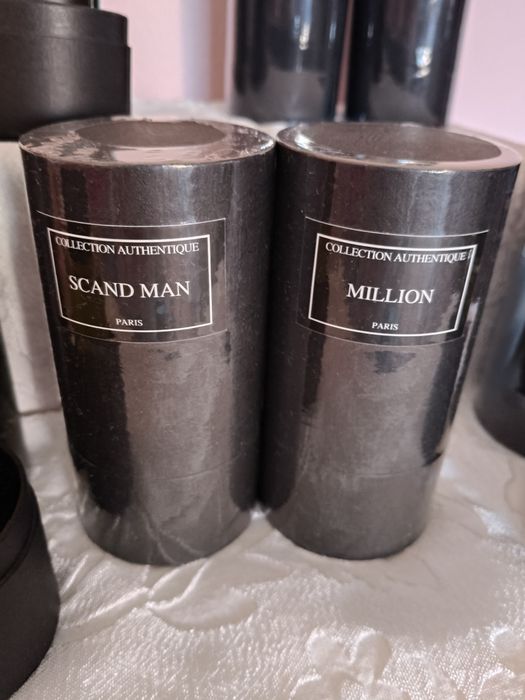 COLLECTION AUTHENTIQUE
SCAND MAN
PARIS
COLLECTION AUTHENTIQUE
MILLION
PARIS